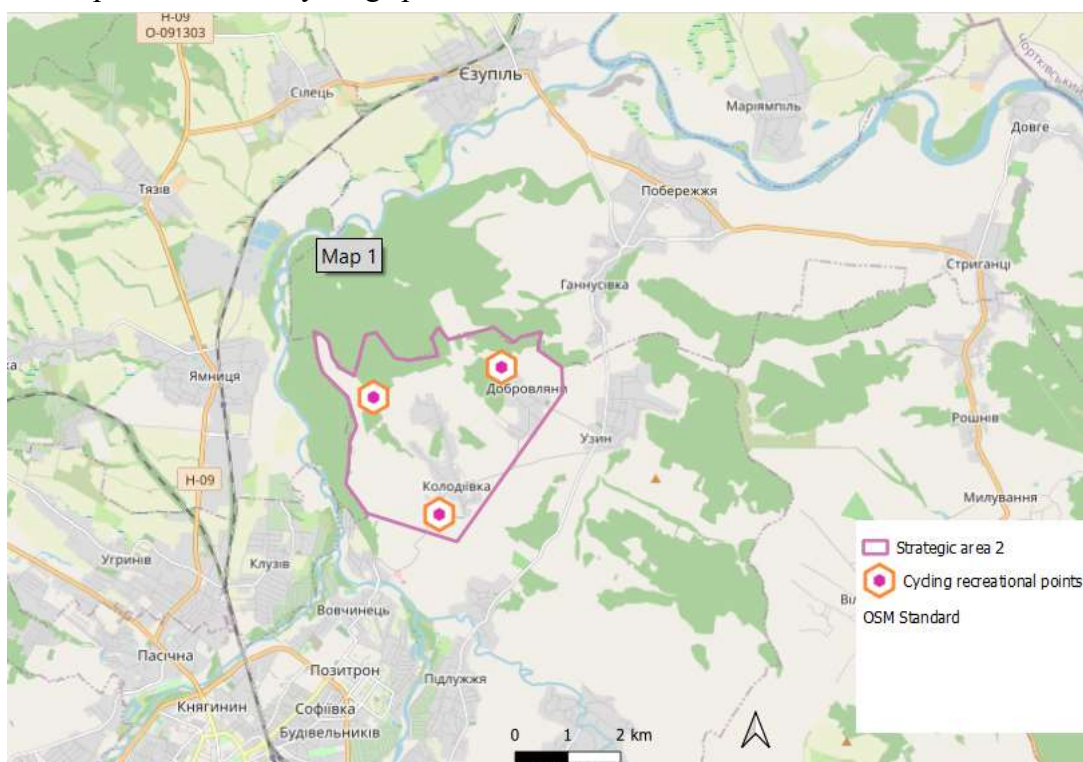 H-09
O-091303
Єзупіль
Сілець
Маріямпіль
Чортківський
Довге
Тязів
Побережжя
Map 1
Стриганці
Ганнусівка
Ямниця
Добровляни
Рошнів
Узин
H-09
Колодіївка
Милування
Strategic area 2
Угринів
Клузів
Cycling recreational points
Вовчинець
OSM Standard
Пасічна
Позитрон
Підлужжя
Княгинин
Софіївка
Будівельників
0 1 2 km